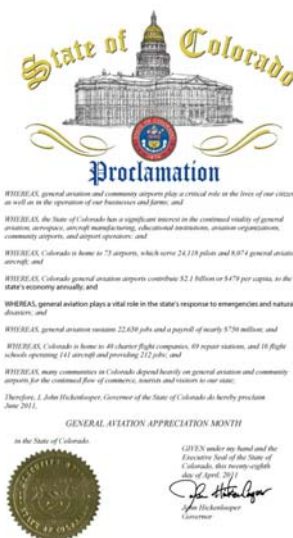 State of Colorado
Proclamation
WHEREAS, general aviation and community airports play a critical role in the lives of our citizens
as well as in the operation of our businesses and farms; and
WHEREAS, the State of Colorado has a significant interest in the continued vitality of general
aviation, aerospace, aircraft manufacturing, educational institutions, aviation organizations,
community airports, and airport operators; and
WHEREAS, Colorado is home to 75 airports, which serve 24,118 pilots and 9,074 general aviation
aircraft; and
WHEREAS, Colorado general aviation airports contribute $2.1 billion or $479 per capita, to the
state's economy annually; and
WHEREAS, general aviation plays a vital role in the state's response to emergencies and natural
disasters, and
WHEREAS, general aviation sustains 22,650 jobs and a payroll of nearly $750 million; and
WHEREAS, Colorado is home to 40 charter flight companies, 69 repair stations, and 16 flight
schools operating 141 aircraft and providing 212 jobs; and
WHEREAS, many communities in Colorado depend heavily on general aviation and community
airports for the continued flow of commerce, tourists and visitors to our state;
Therefore, I, John Hickenlooper, Governor of the State of Colorado do hereby proclaim
June 2011,
GENERAL AVIATION APPRECIATION MONTH
in the State of Colorado.
GIVEN under my hand and the
Executive Seal of the State of
Colorado, this twenty-eighth
day of April, 2011
John Hickenlooper
John Hickenlooper
Governor